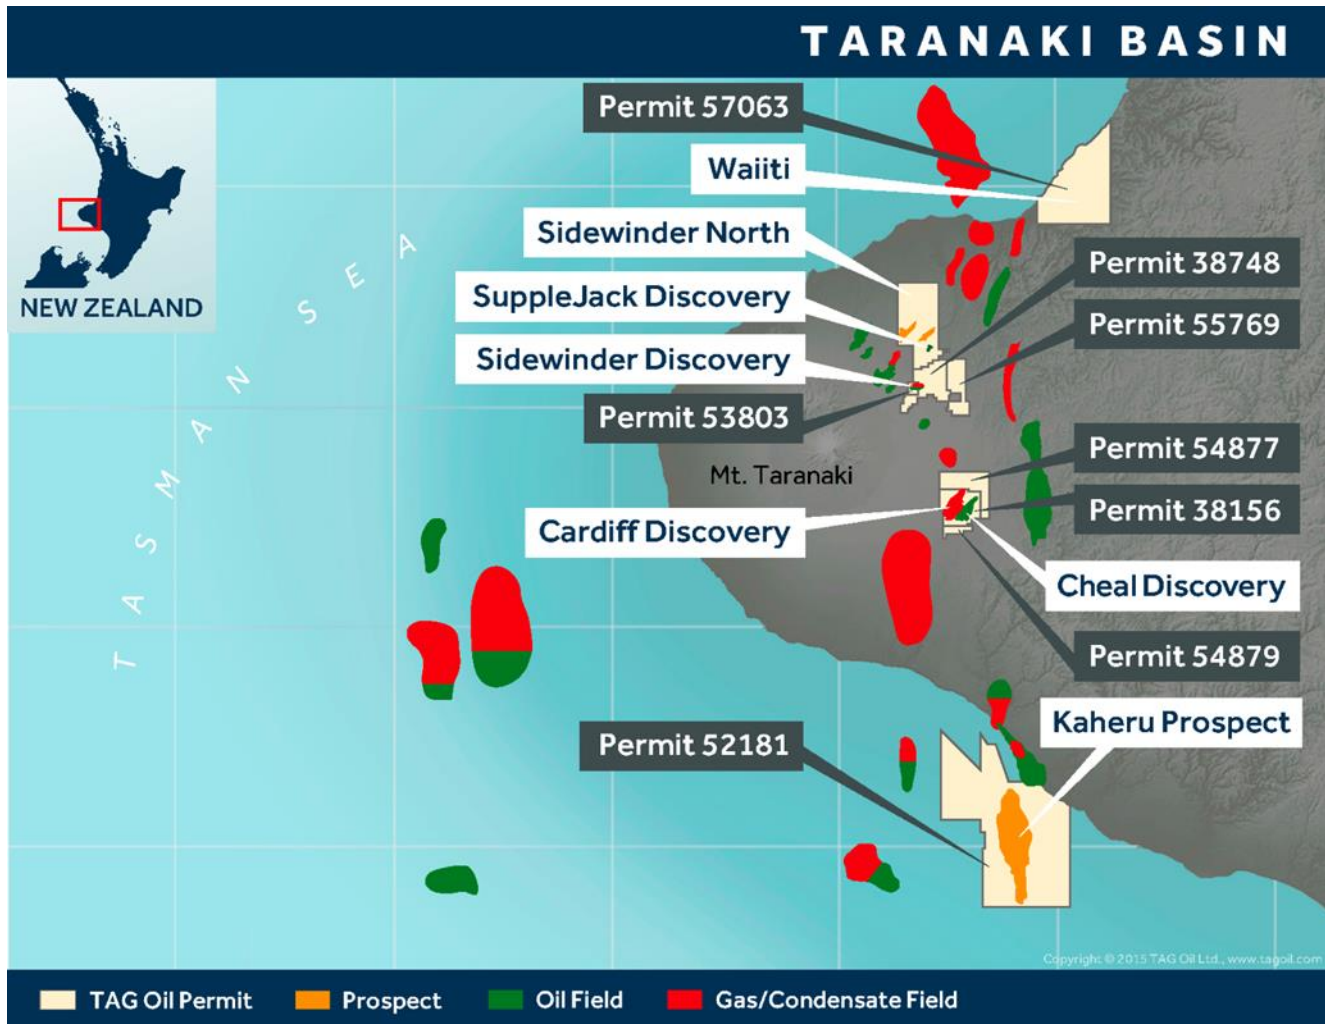 TARANAKI BASIN
NEW ZEALAND
TASMAN SEA
Permit 57063
Waiiti
Sidewinder North
SuppleJack Discovery
Sidewinder Discovery
Permit 53803
Permit 38748
Permit 55769
Mt. Taranaki
Permit 54877
Permit 38156
Cardiff Discovery
Cheal Discovery
Permit 54879
Kaheru Prospect
Permit 52181
Copyright © 2015 TAG Oil Ltd., www.tagoil.com
TAG Oil Permit
Prospect
Oil Field
Gas/Condensate Field